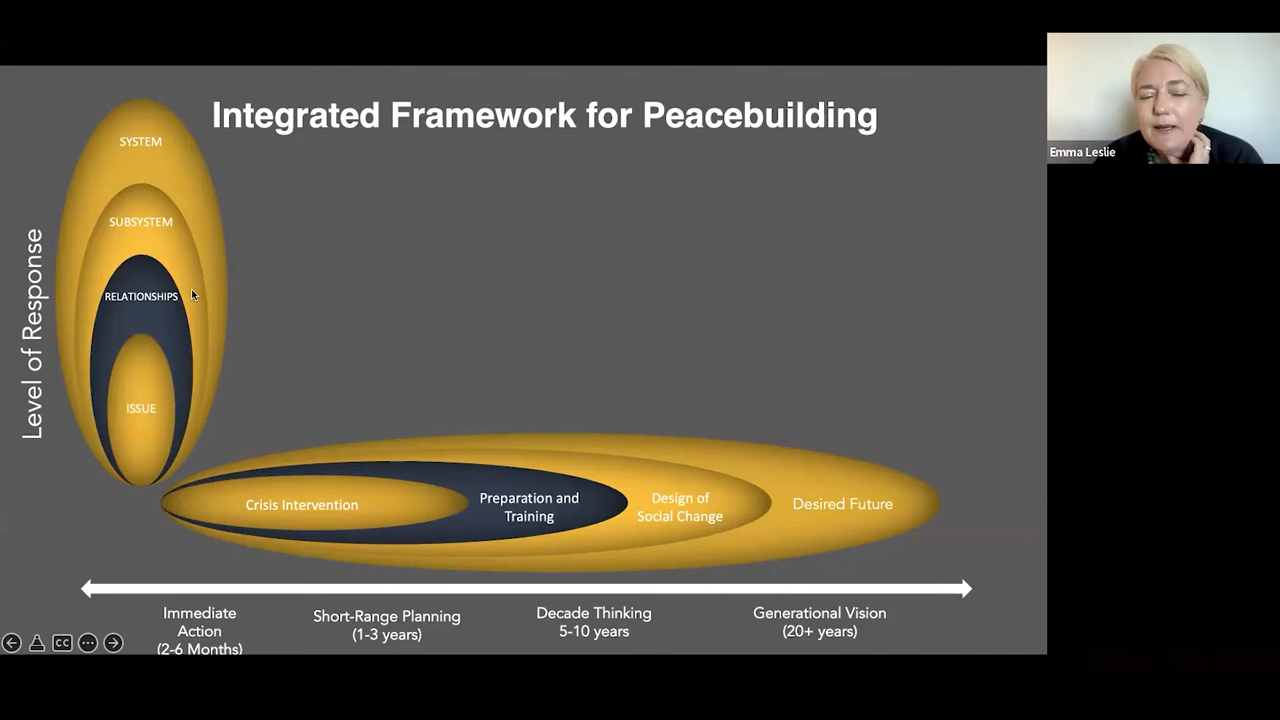 Integrated Framework for Peacebuilding
Emma Leslie
Level of Response
SYSTEM
SUBSYSTEM
RELATIONSHIPS
ISSUE
Crisis Intervention
Preparation and
Training
Design of
Social Change
Desired Future
Immediate
Action
(2-6 Months)
Short-Range Planning
(1-3 years)
Decade Thinking
5-10 years
Generational Vision
(20+ years)
CC